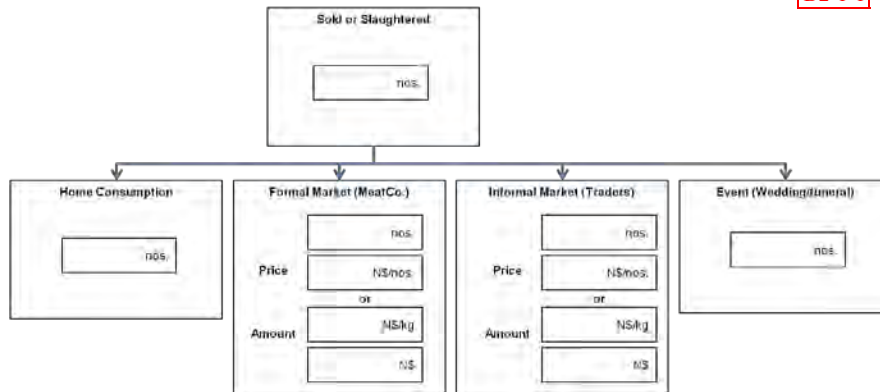 Sold or Slaughtered
nos.
Home Consumption
nos.
Formal Market (MeatCo.)
nos.
Price
N$/nos.
or
Amount
N$/kg
N$
Informal Market (Traders)
nos.
Price
N$/nos.
or
Amount
N$/kg
N$
Event (Wedding/funeral)
nos.